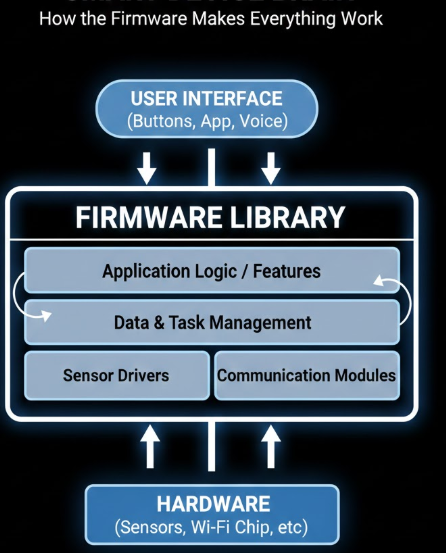 How the Firmware Makes Everything Work
USER INTERFACE
(Buttons, App, Voice)
FIRMWARE LIBRARY
Application Logic / Features
Data & Task Management
Sensor Drivers
Communication Modules
HARDWARE
(Sensors, Wi-Fi Chip, etc)